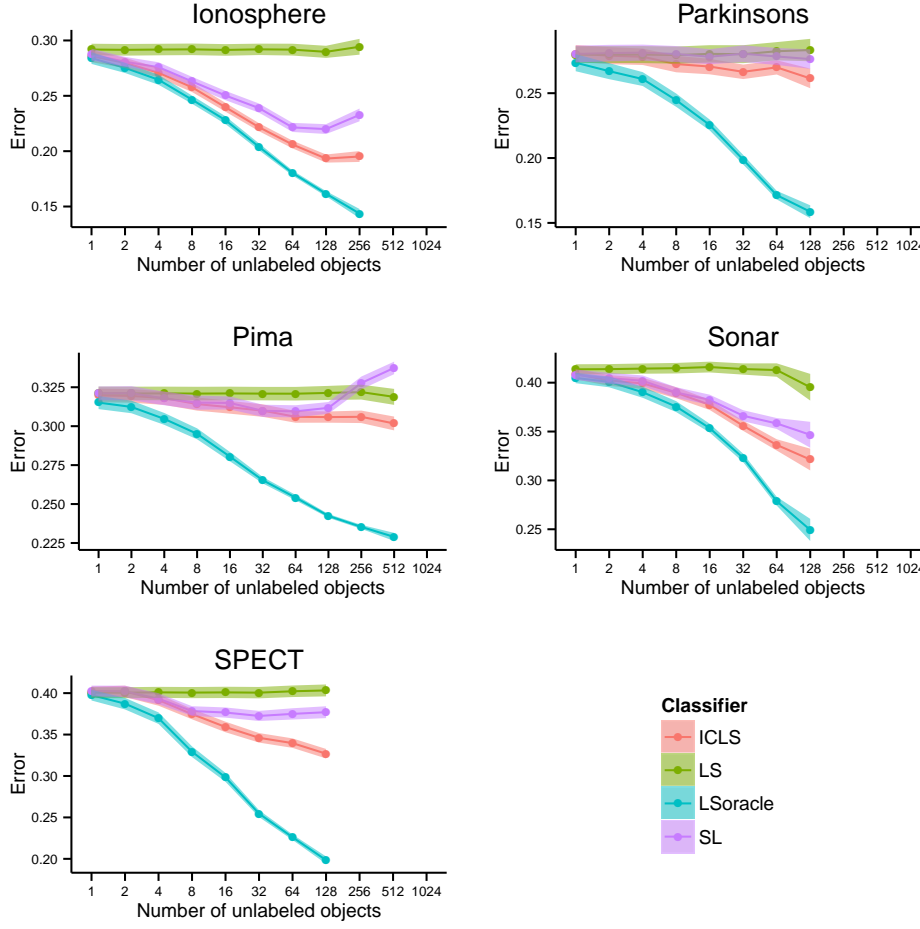 Ionosphere
Error
0.30
0.25
0.20
0.15
1 2 4 8 16 32 64 128 256 512 1024
Number of unlabeled objects
Parkinsons
Error
0.25
0.20
0.15
1 2 4 8 16 32 64 128 256 512 1024
Number of unlabeled objects
Pima
Error
0.325
0.300
0.275
0.250
0.225
1 2 4 8 16 32 64 128 256 512 1024
Number of unlabeled objects
Sonar
Error
0.40
0.35
0.30
0.25
1 2 4 8 16 32 64 128 256 512 1024
Number of unlabeled objects
SPECT
Error
0.40
0.35
0.30
0.25
0.20
1 2 4 8 16 32 64 128 256 512 1024
Number of unlabeled objects
Classifier
ICLS
LS
LSoracle
SL